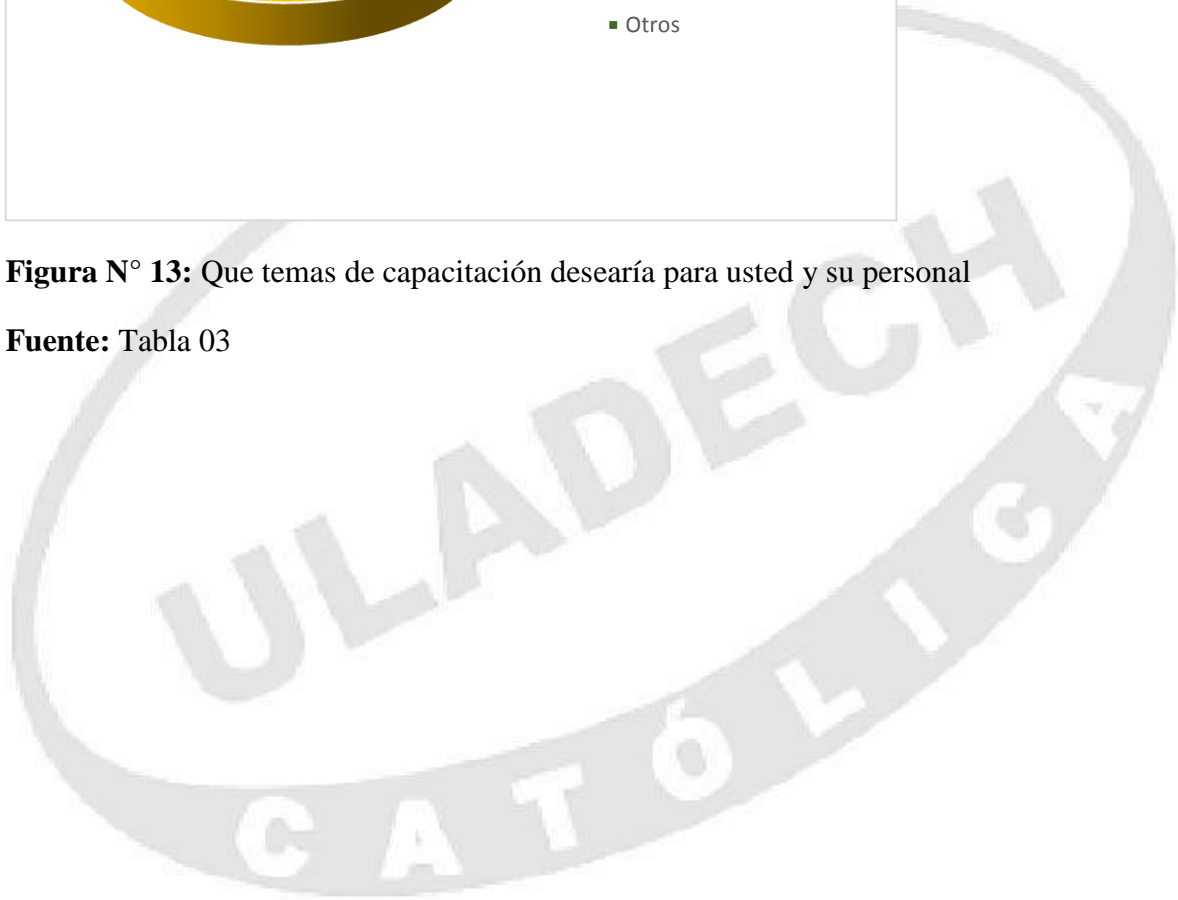 Otros
Figura N° 13: Que temas de capacitación desearía para usted y su personal
Fuente: Tabla 03
ULADECH
CATÓLICA